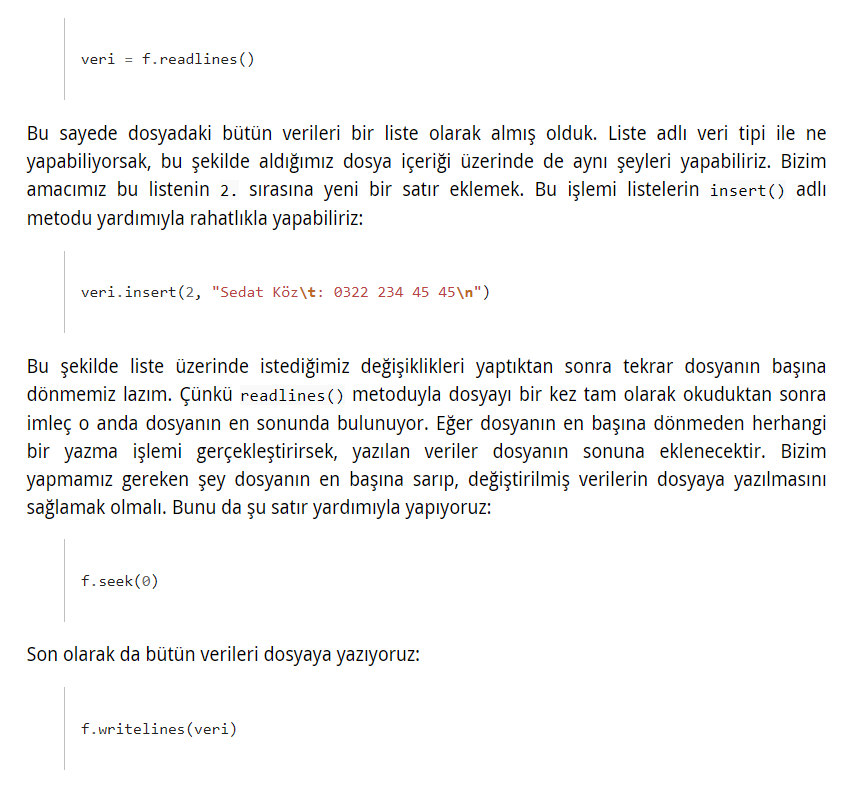 veri = f.readlines()
Bu sayede dosyadaki bütün verileri bir liste olarak almış olduk. Liste adlı veri tipi ile ne
yapabiliyorsak, bu şekilde aldığımız dosya içeriği üzerinde de aynı şeyleri yapabiliriz. Bizim
amacımız bu listenin 2. sırasına yeni bir satır eklemek. Bu işlemi listelerin insert() adlı
metodu yardımıyla rahatlıkla yapabiliriz:
veri.insert(2, "Sedat Köz\t: 0322 234 45 45\n")
Bu şekilde liste üzerinde istediğimiz değişiklikleri yaptıktan sonra tekrar dosyanın başına
dönmemiz lazım. Çünkü readlines() metoduyla dosyayı bir kez tam olarak okuduktan sonra
imleç o anda dosyanın en sonunda bulunuyor. Eğer dosyanın en başına dönmeden herhangi
bir yazma işlemi gerçekleştirirsek, yazılan veriler dosyanın sonuna eklenecektir. Bizim
yapmamız gereken şey dosyanın en başına sarıp, değiştirilmiş verilerin dosyaya yazılmasını
sağlamak olmalı. Bunu da şu satır yardımıyla yapıyoruz:
f.seek(0)
Son olarak da bütün verileri dosyaya yazıyoruz:
f.writelines(veri)